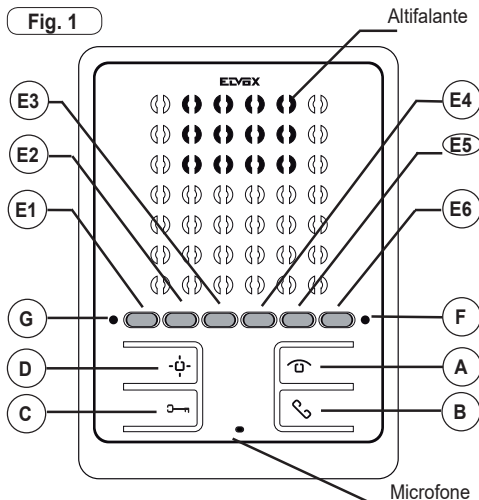 Fig. 1
Altifalante
ELVOX
E3
E4
E2
E5
E1
E6
G
F
D
A
C
B
Microfone